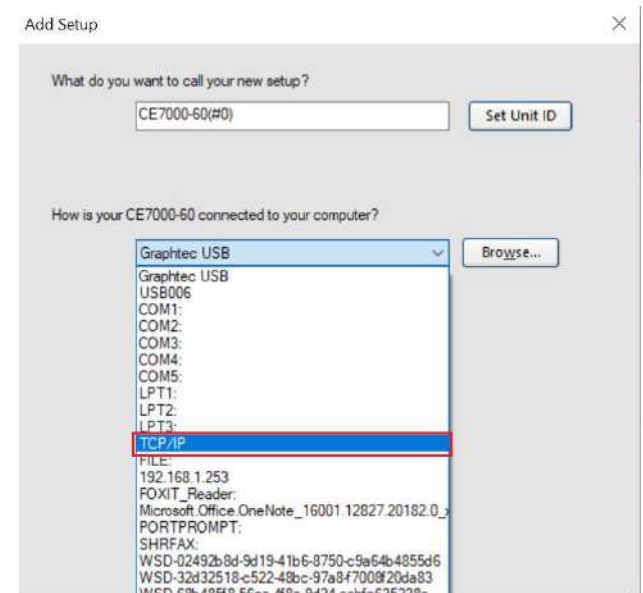 Add Setup
What do you want to call your new setup?
CE7000-60(#0)
Set Unit ID
How is your CE7000-60 connected to your computer?
Graphtec USB
Browse...
Graphtec USB
USB006
COM1:
COM2:
COM3:
COM4:
COM5:
LPT1:
LPT2:
LPT3:
TCP/IP
FILE:
192.168.1.253
FOXIT_Reader:
Microsoft.Office.OneNote_16001.12827.20182.0_
PORTPROMPT:
SHRFAX:
WSD-02492b8d-9d19-41b6-8750-c9a64b4855d6
WSD-32d32518-c522-48bc-97a8-f7008f20da83